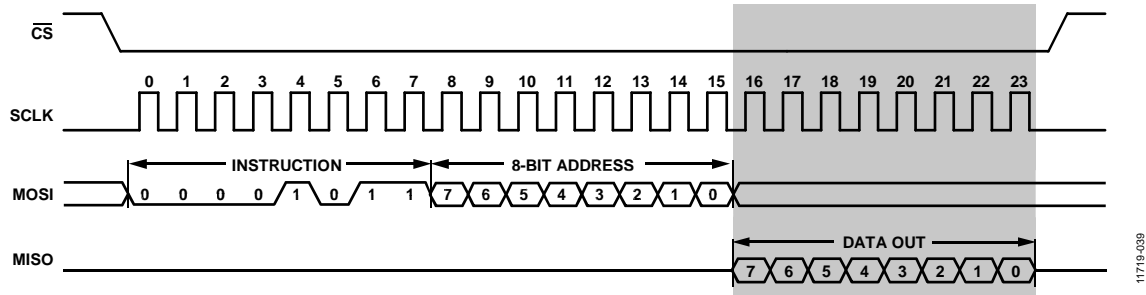 CS
0 1 2 3 4 5 6 7 8 9 10 11 12 13 14 15 16 17 18 19 20 21 22 23
SCLK
INSTRUCTION 8-BIT ADDRESS
MOSI 0 0 0 0 1 0 1 1 7 6 5 4 3 2 1 0
DATA OUT
MISO 7 6 5 4 3 2 1 0
11719-039